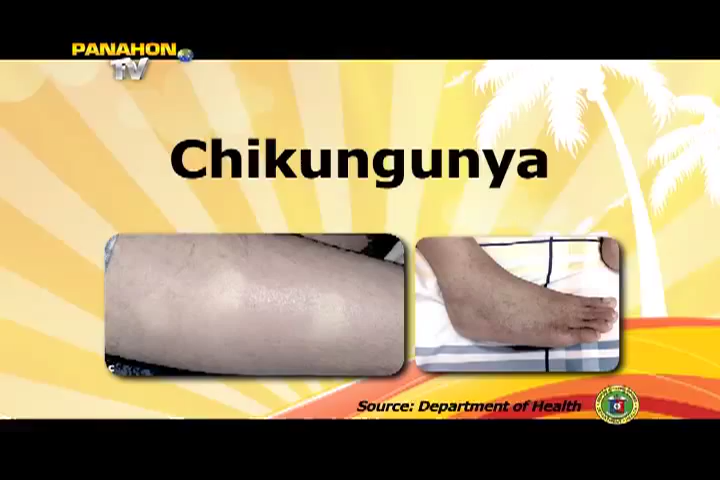 PANAHON
TV
Chikungunya
c
Source: Department of Health